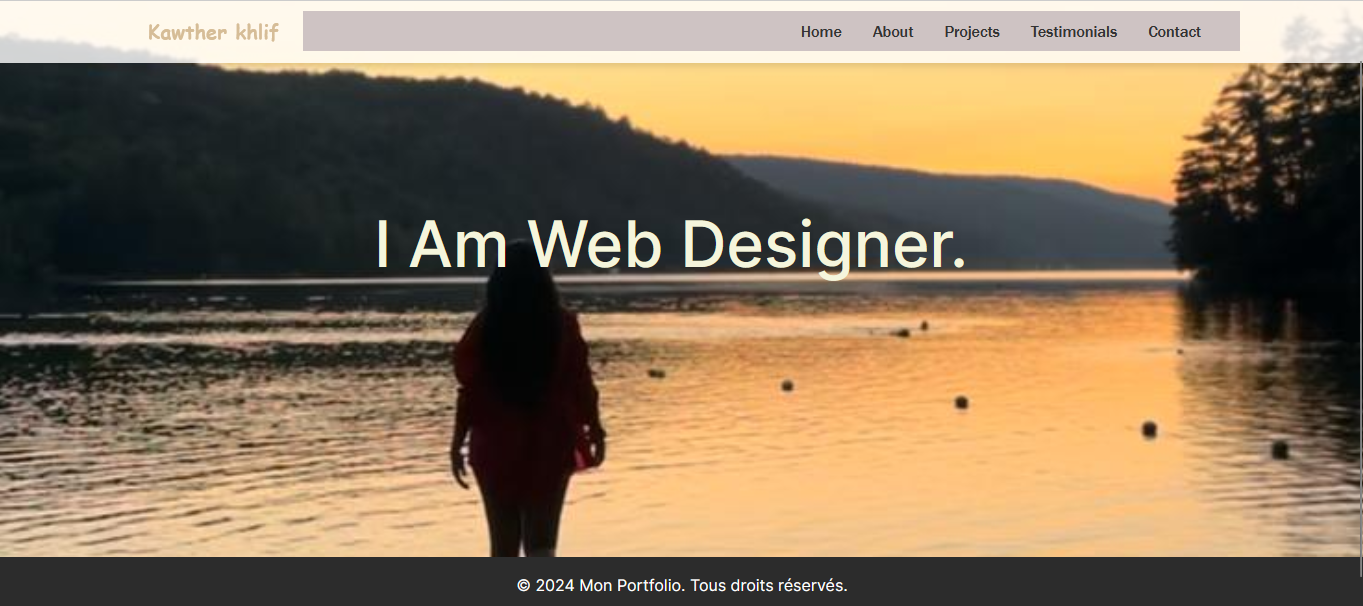 Kawther khlif
Home About Projects Testimonials Contact
I Am Web Designer.
© 2024 Mon Portfolio. Tous droits réservés.